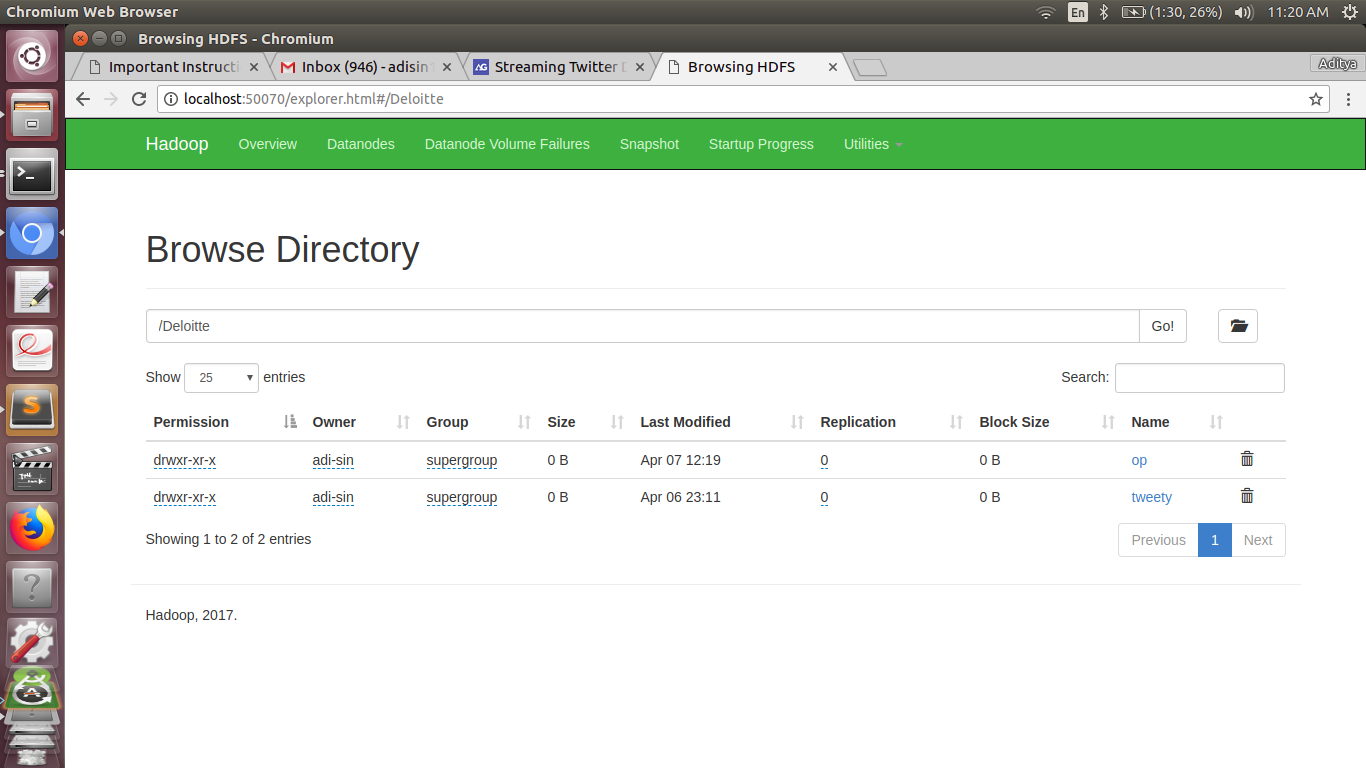 Chromium Web Browser
En
(1:30, 26%)
11:20 AM
Browsing HDFS - Chromium
Important Instructi
Inbox (946) - adisin
Streaming Twitter
Browsing HDFS
Aditya
localhost:50070/explorer.html#/Deloitte
Hadoop Overview Datanodes Datanode Volume Failures Snapshot Startup Progress Utilities
Browse Directory
/Deloitte Go!
Show 25 entries Search:
Permission Owner Group Size Last Modified Replication Block Size Name
drwxr-xr-x adi-sin supergroup 0 B Apr 07 12:19 0 0 B op
drwxr-xr-x adi-sin supergroup 0 B Apr 06 23:11 0 0 B tweety
Showing 1 to 2 of 2 entries Previous 1 Next
Hadoop, 2017.